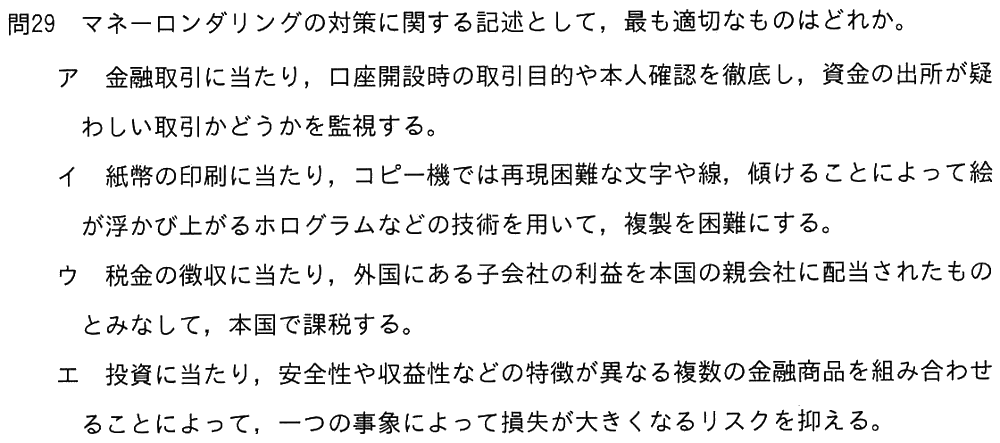 問29 マネーロンダリングの対策に関する記述として，最も適切なものはどれか。
ア 金融取引に当たり，口座開設時の取引目的や本人確認を徹底し，資金の出所が疑
わしい取引かどうかを監視する。
イ 紙幣の印刷に当たり，コピー機では再現困難な文字や線，傾けることによって絵
が浮かび上がるホログラムなどの技術を用いて，複製を困難にする。
ウ 税金の徴収に当たり，外国にある子会社の利益を本国の親会社に配当されたもの
とみなして，本国で課税する。
エ 投資に当たり，安全性や収益性などの特徴が異なる複数の金融商品を組み合わせ
ることによって，一つの事象によって損失が大きくなるリスクを抑える。